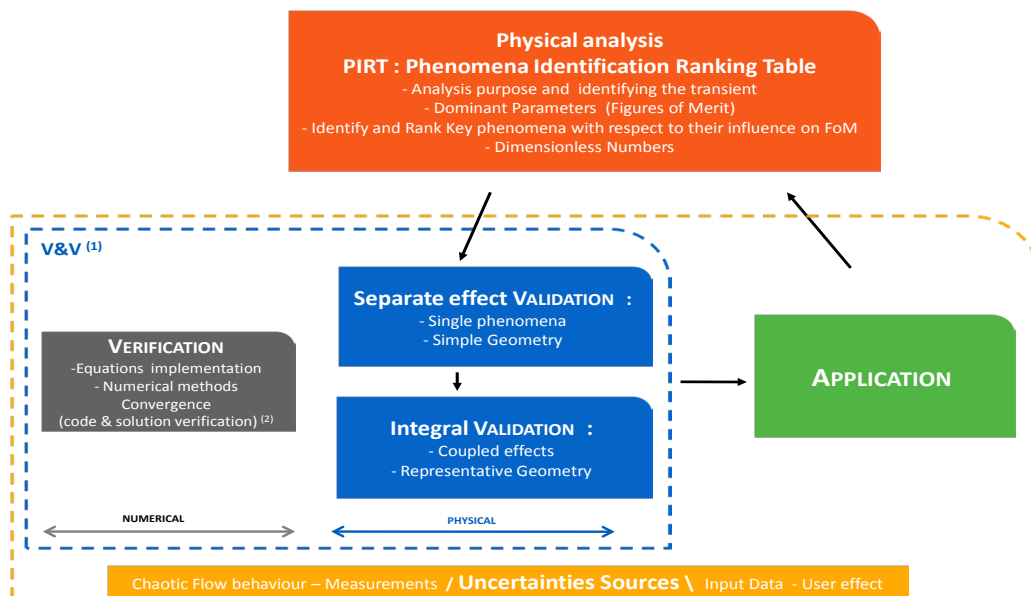 Physical analysis
PIRT : Phenomena Identification Ranking Table
- Analysis purpose and identifying the transient
- Dominant Parameters (Figures of Merit)
- Identify and Rank Key phenomena with respect to their influence on FoM
- Dimensionless Numbers
V&V (1)
VERIFICATION
-Equations implementation
- Numerical methods
Convergence
(code & solution verification) (2)
Separate effect VALIDATION :
- Single phenomena
- Simple Geometry
Integral VALIDATION :
- Coupled effects
- Representative Geometry
APPLICATION
NUMERICAL
PHYSICAL
Chaotic Flow behaviour – Measurements / Uncertainties Sources \ Input Data - User effect